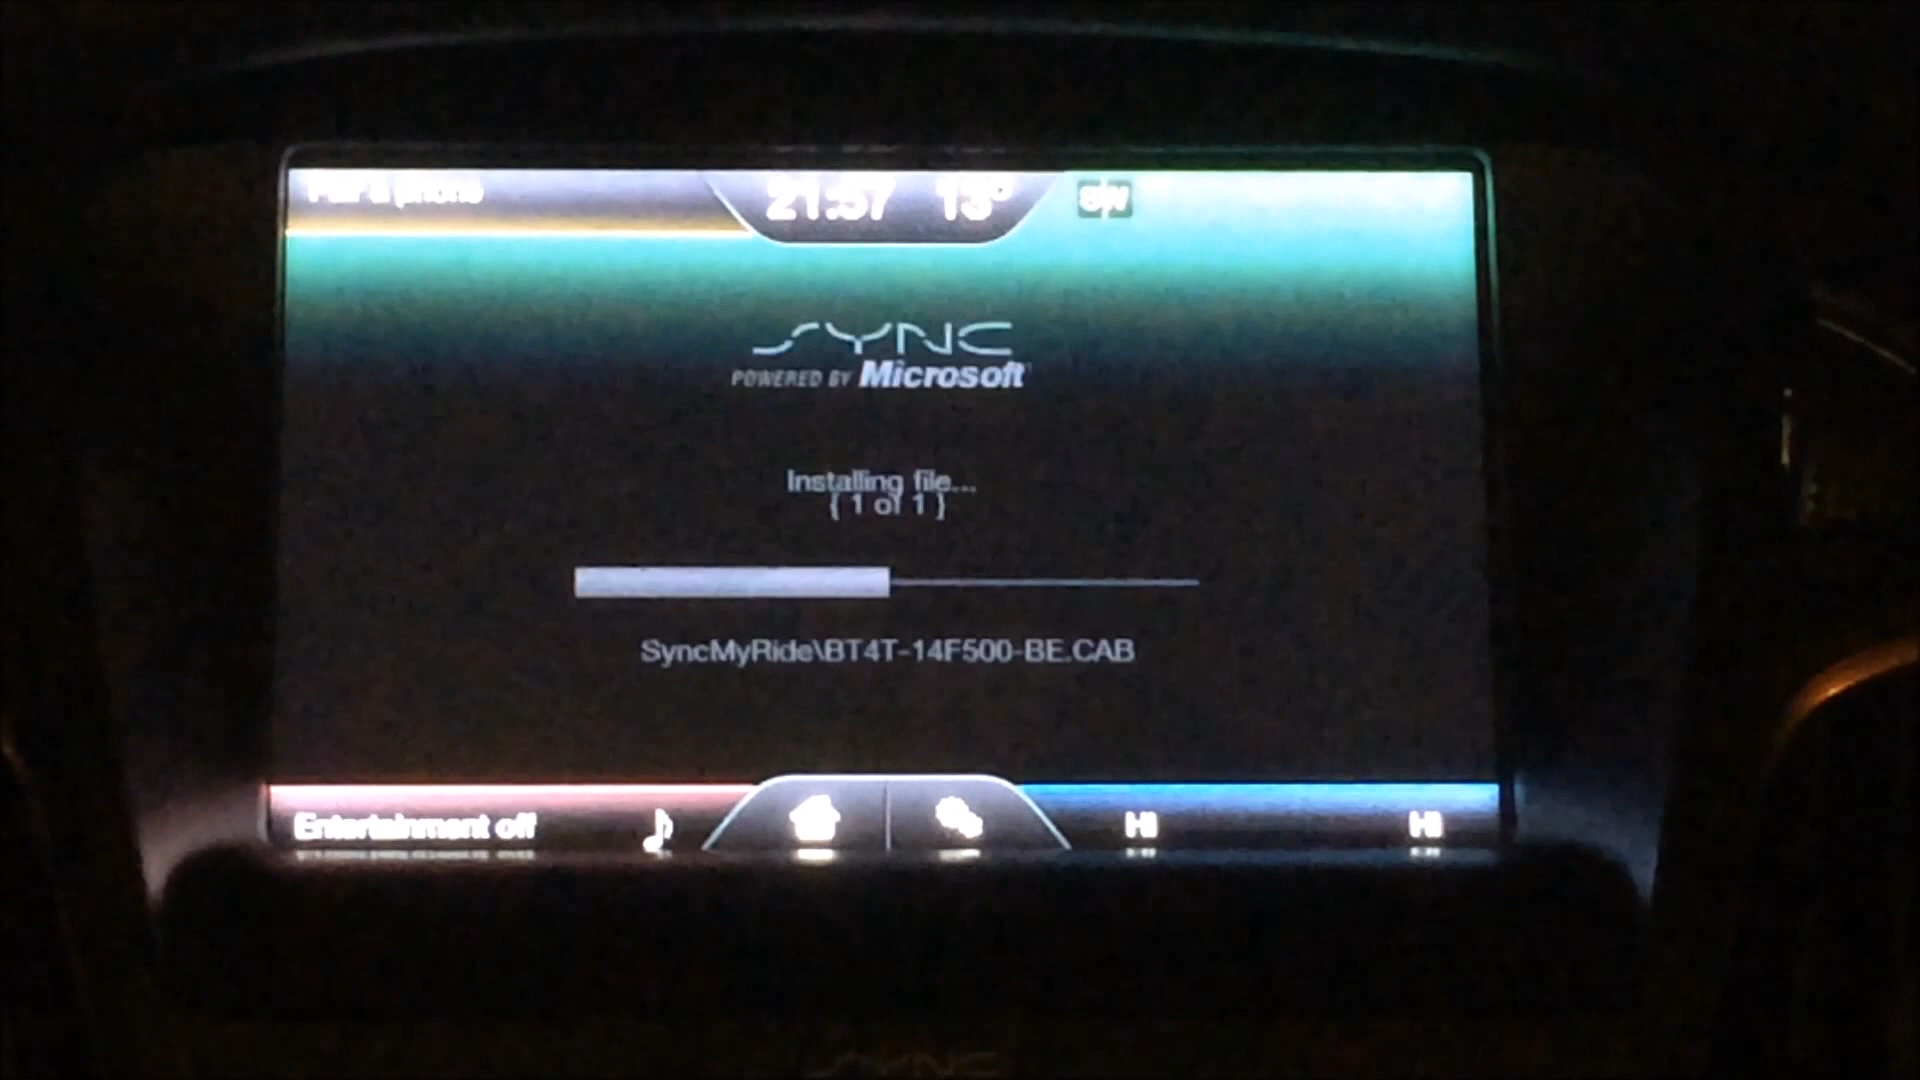 Pair a phone
21:57 13°
SW
SYNC
POWERED BY Microsoft
Installing file...
{ 1 of 1 }
SyncMyRide\BT4T-14F500-BE.CAB
Entertainment off
HI
HI
SYNC